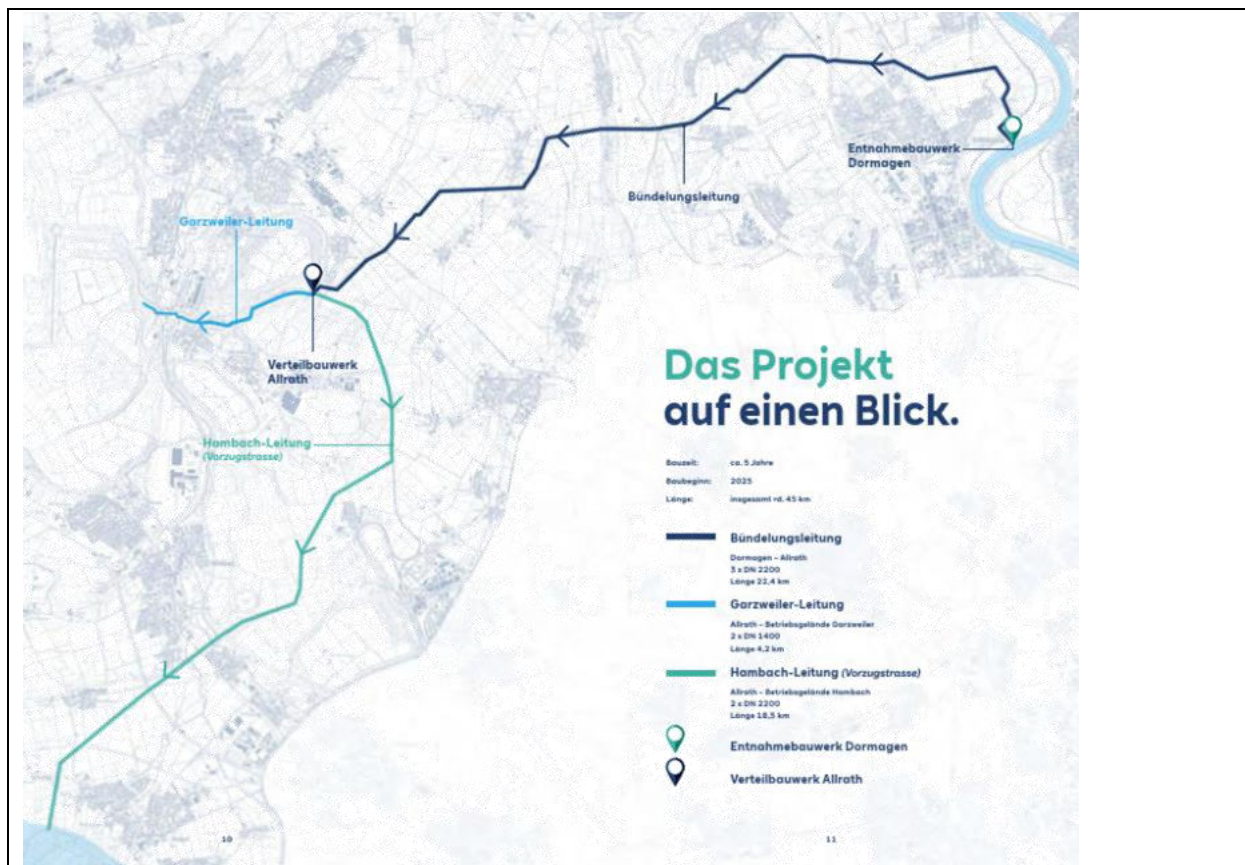 Entnahmebauwerk
Dormagen
Bündelungsleitung
Garzweiler-Leitung
Verteilbauwerk
Allrath
Hambach-Leitung
(Vorzugstrasse)
Das Projekt
auf einen Blick.
Bauzeit: ca. 5 Jahre
Baubeginn: 2025
Länge: insgesamt rd. 45 km
Bündelungsleitung
Dormagen – Allrath
3 x DN 2200
Länge 22,4 km
Garzweiler-Leitung
Allrath – Betriebsgelände Garzweiler
2 x DN 1400
Länge 4,2 km
Hambach-Leitung (Vorzugstrasse)
Allrath – Betriebsgelände Hambach
2 x DN 2200
Länge 18,5 km
Entnahmebauwerk Dormagen
Verteilbauwerk Allrath
10
11